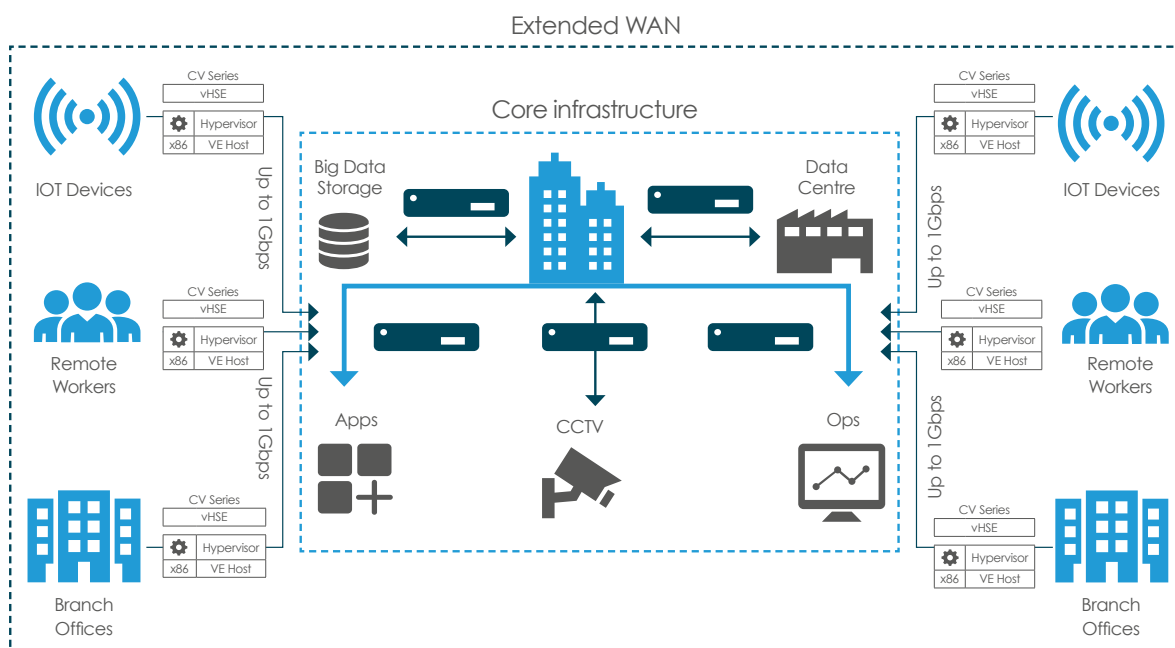 Extended WAN
CV Series
vHSE
Hypervisor
x86 VE Host
IOT Devices
Up to 1Gbps
CV Series
vHSE
Hypervisor
x86 VE Host
Remote
Workers
Up to 1Gbps
CV Series
vHSE
Hypervisor
x86 VE Host
Branch
Offices
Core infrastructure
Big Data
Storage
Data
Centre
Apps
CCTV
Ops
CV Series
vHSE
Hypervisor
x86 VE Host
IOT Devices
Up to 1Gbps
CV Series
vHSE
Hypervisor
x86 VE Host
Remote
Workers
Up to 1Gbps
CV Series
vHSE
Hypervisor
x86 VE Host
Branch
Offices